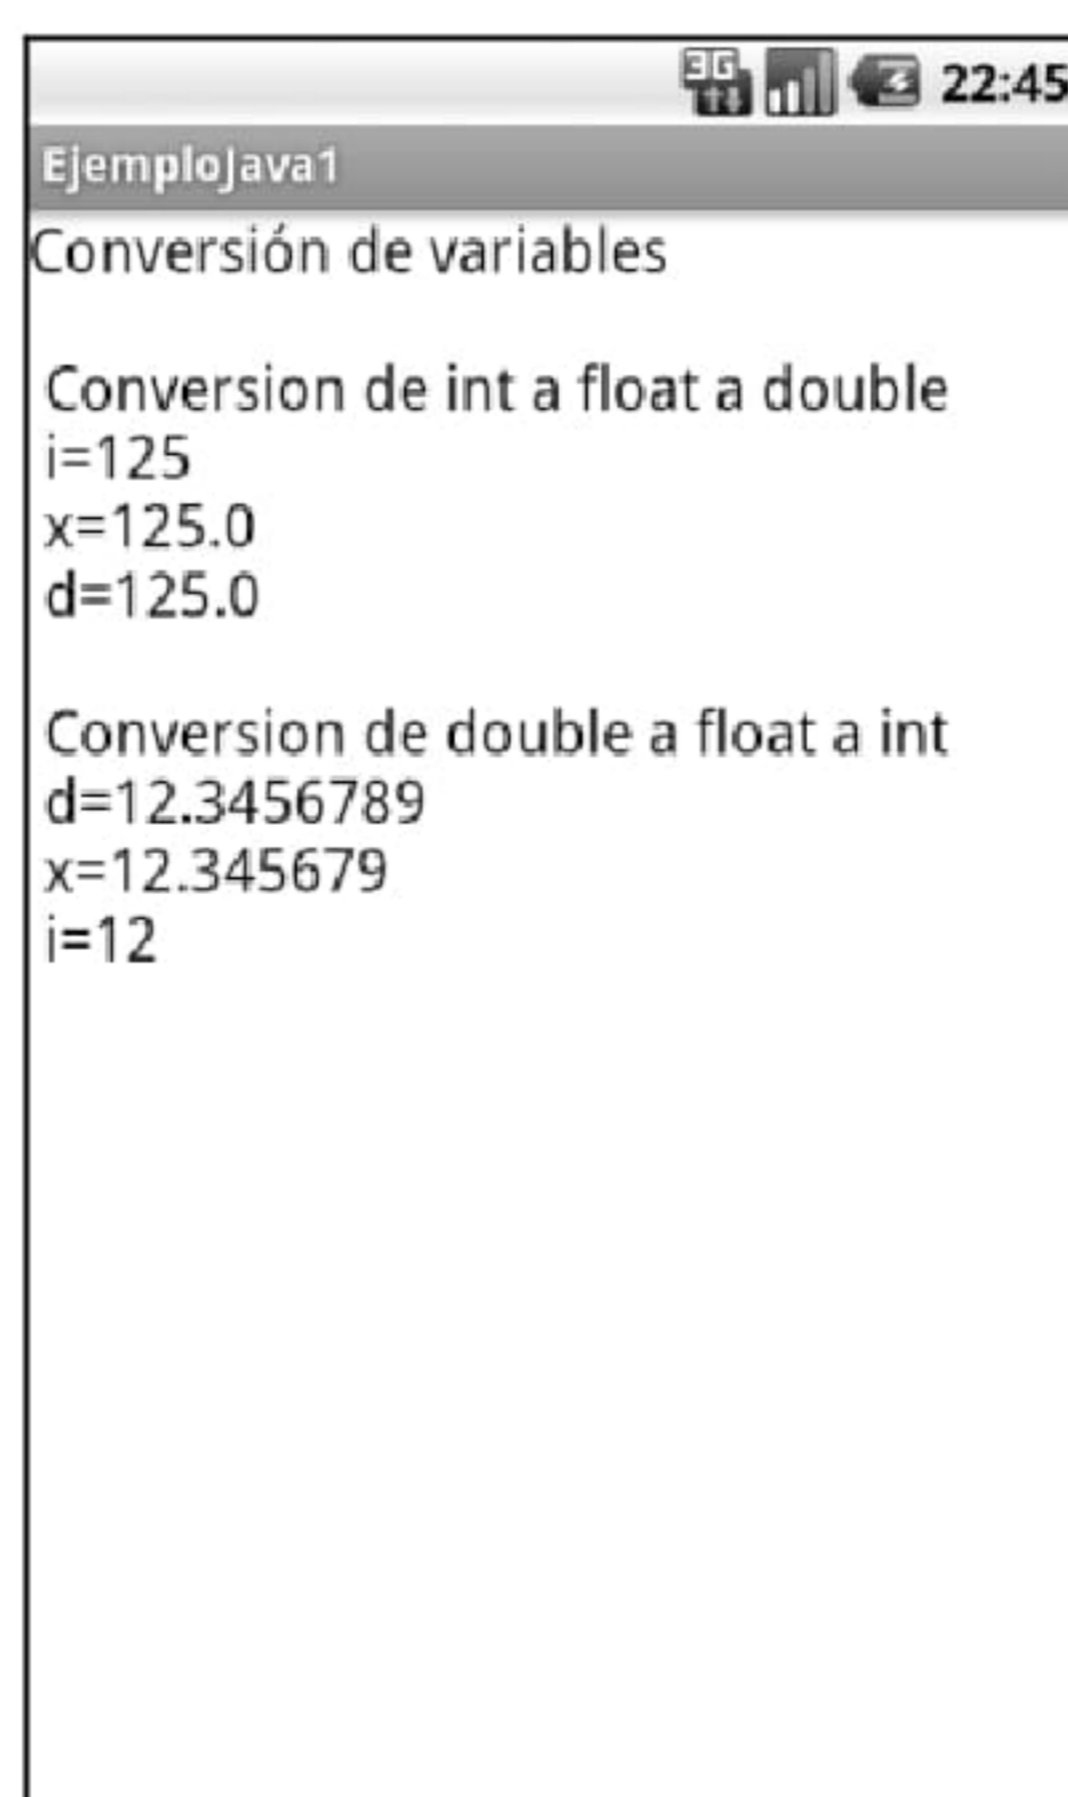 3G
22:45
EjemploJava1
Conversión de variables
Conversion de int a float a double
i=125
x=125.0
d=125.0
Conversion de double a float a int
d=12.3456789
x=12.345679
i=12